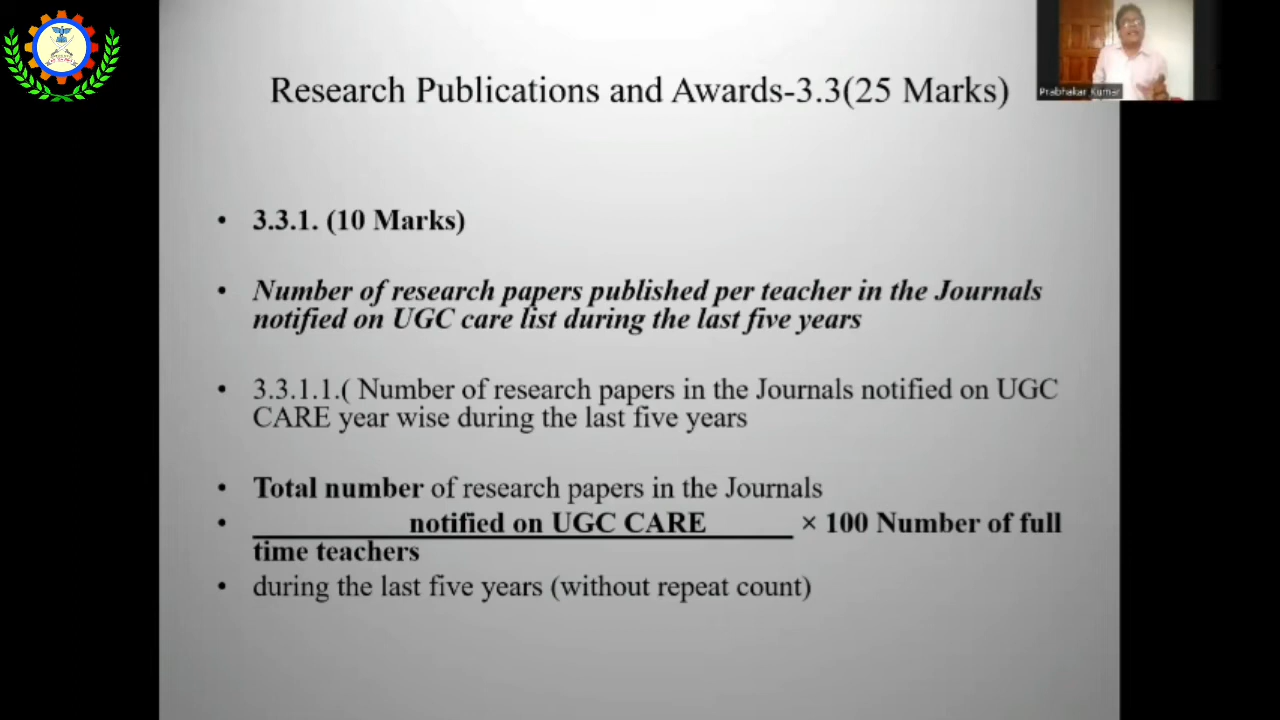 Research Publications and Awards-3.3(25 Marks)
Prabhakar Kumar
• 3.3.1. (10 Marks)
• Number of research papers published per teacher in the Journals
notified on UGC care list during the last five years
• 3.3.1.1.( Number of research papers in the Journals notified on UGC
CARE year wise during the last five years
• Total number of research papers in the Journals
• notified on UGC CARE × 100 Number of full
time teachers
• during the last five years (without repeat count)